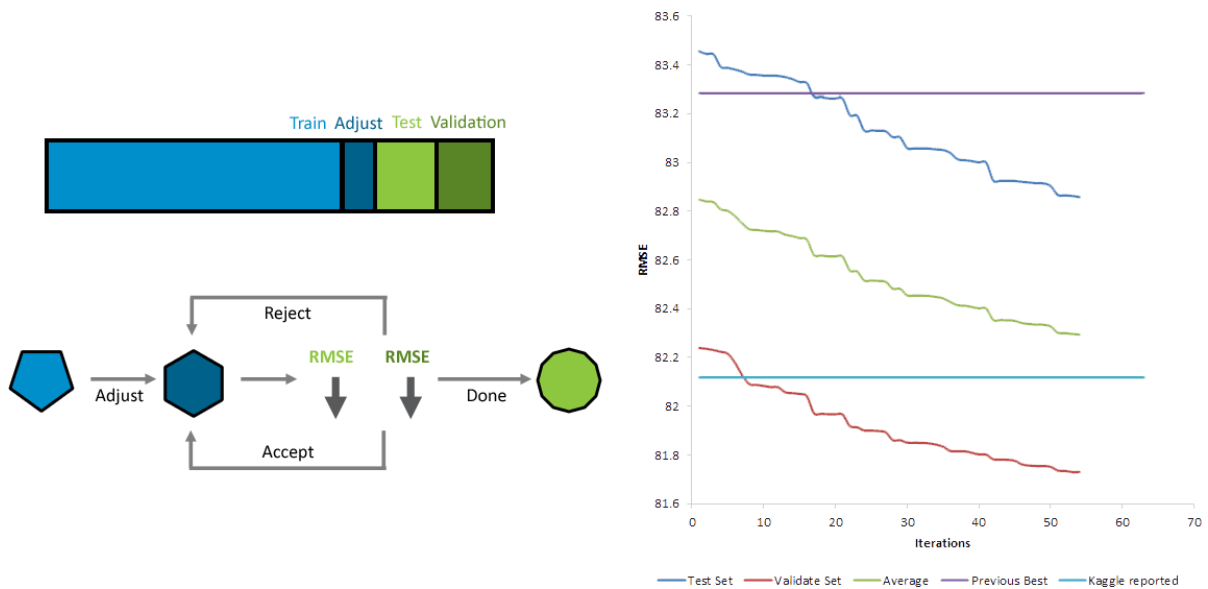 Train Adjust Test Validation
Reject
RMSE RMSE
Adjust
Done
Accept
83.6
83.4
83.2
83
82.8
82.6
82.4
82.2
82
81.8
81.6
RMSE
0 10 20 30 40 50 60 70
Iterations
Test Set Validate Set Average Previous Best Kaggle reported